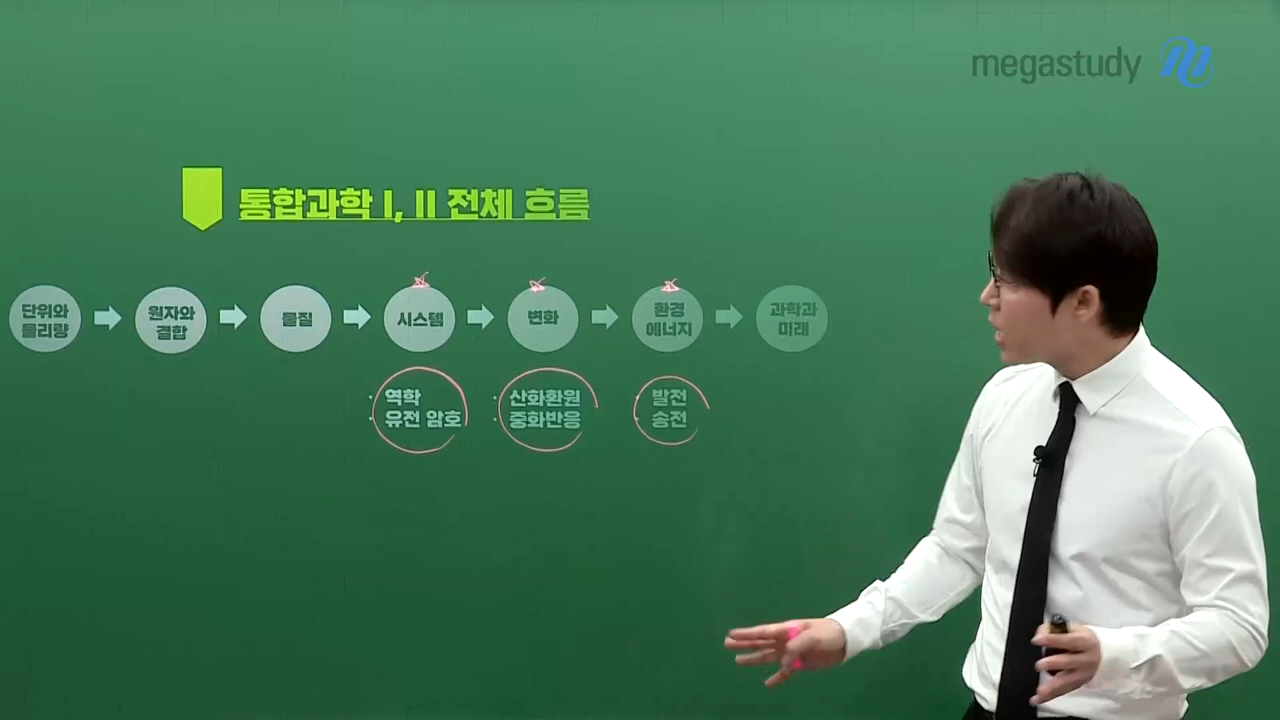 megastudy
통합과학 I, II 전체 흐름
단위와
물리량
원자와
결합
물질
시스템
변화
환경
에너지
과학과
미래
역학
유전 암호
산화환원
중화반응
발전
송전